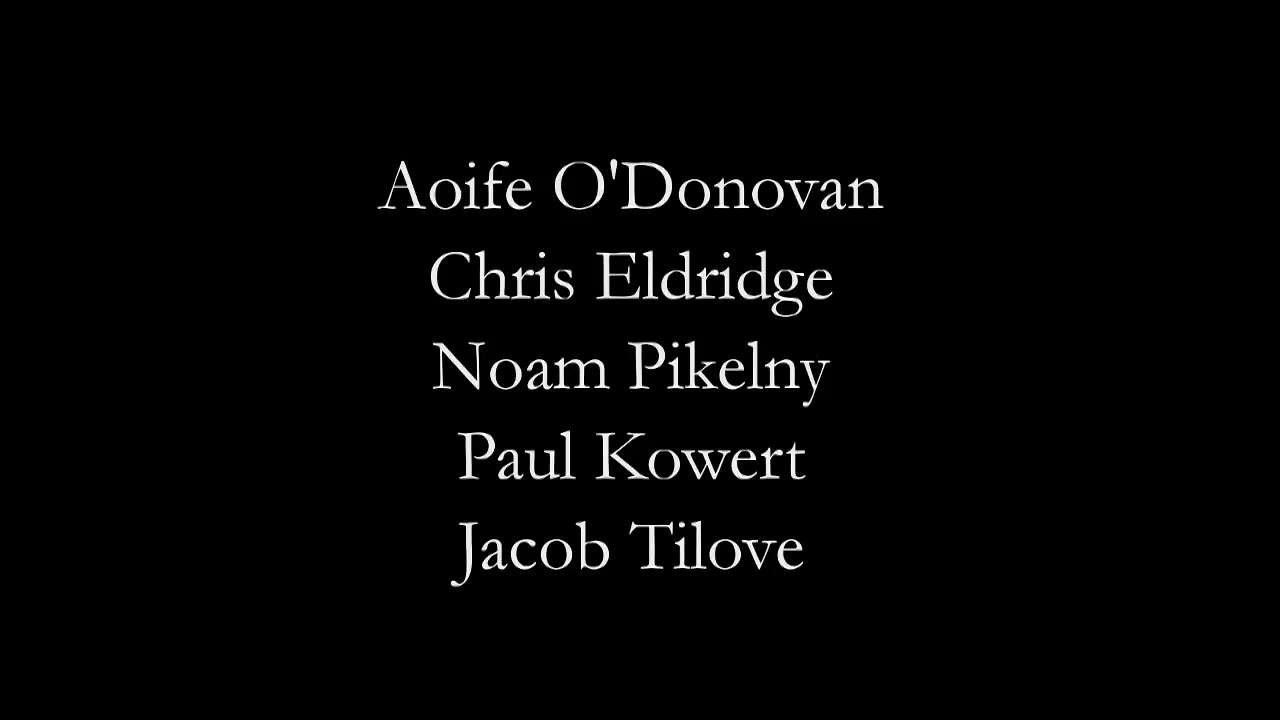 Aoife O'Donovan
Chris Eldridge
Noam Pikelny
Paul Kowert
Jacob Tilove